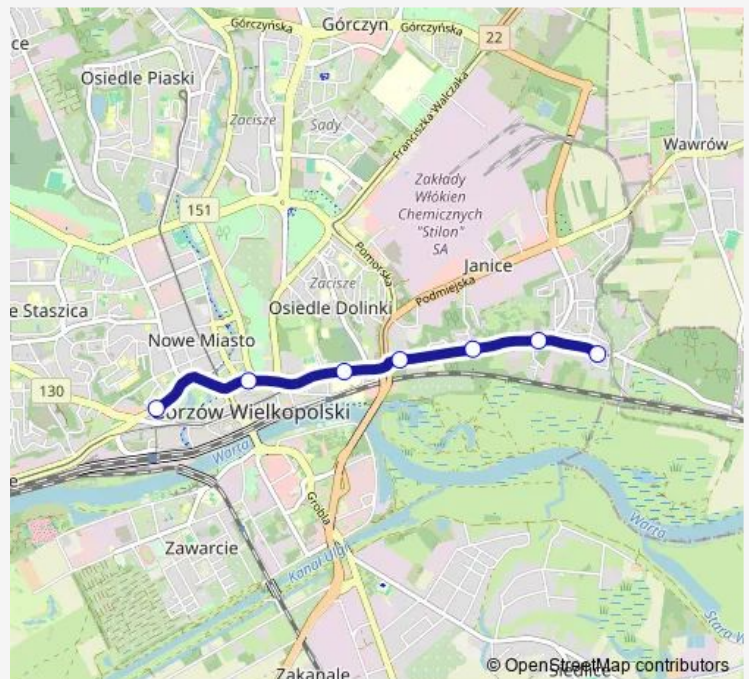 Górczyńska
Górczyn
Górczyńska
ce
22
Osiedle Piaski
Franciszka Walczaka
Zacisze
Sady
Wawrów
Zakłady
Włókien
Chemicznych
"Stilon"
SA
151
Pomorska
Zacisze
Janice
Podmiejska
e Staszica
Osiedle Dolinki
Nowe Miasto
130
orzów Wielkopolski
Warta
e
Grobla
Warta
Zawarcie
Kanał Ulgi
Stara W
Zakanale
Siedlice
© OpenStreetMap contributors